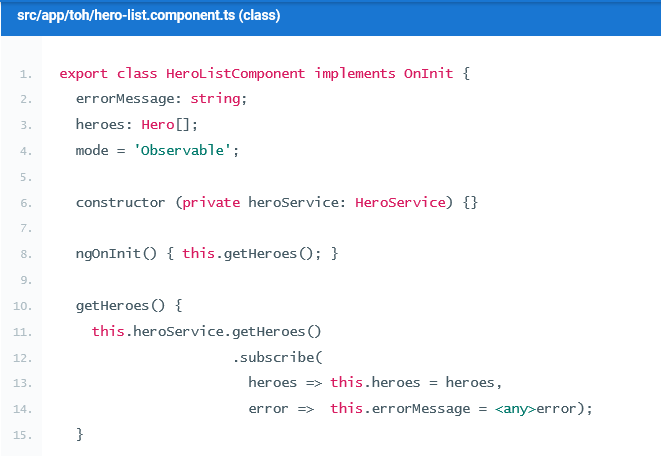 src/app/toh/hero-list.component.ts (class)
1. export class HeroListComponent implements OnInit {
2.   errorMessage: string;
3.   heroes: Hero[];
4.   mode = 'Observable';
5.
6.   constructor (private heroService: HeroService) {}
7.
8.   ngOnInit() { this.getHeroes(); }
9.
10.   getHeroes() {
11.     this.heroService.getHeroes()
12.                      .subscribe(
13.                        heroes => this.heroes = heroes,
14.                        error =>  this.errorMessage = <any>error);
15.   }